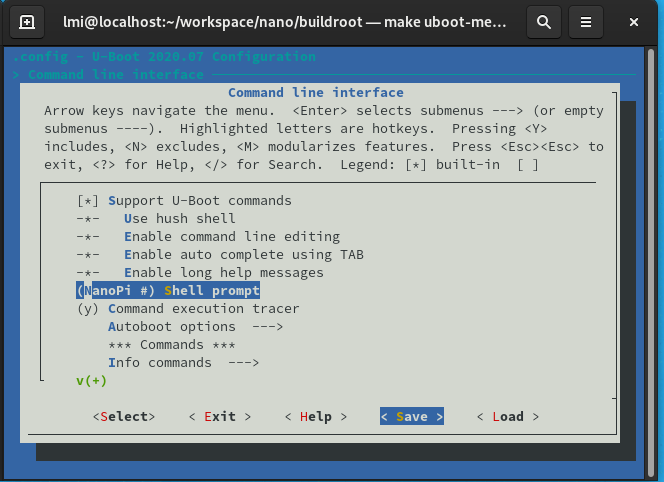 lmi@localhost:~/workspace/nano/buildroot — make uboot-me…
.config - U-Boot 2020.07 Configuration
> Command line interface
Command line interface
Arrow keys navigate the menu.  <Enter> selects submenus ---> (or empty
submenus ----).  Highlighted letters are hotkeys.  Pressing <Y>
includes, <N> excludes, <M> modularizes features.  Press <Esc><Esc> to
exit, <?> for Help, </> for Search.  Legend: [*] built-in  [ ]
[*] Support U-Boot commands
-*-   Use hush shell
-*-   Enable command line editing
-*-   Enable auto complete using TAB
-*-   Enable long help messages
(NanoPi #) Shell prompt
(y) Command execution tracer
Autoboot options  --->
*** Commands ***
Info commands  --->
v(+)
<Select>    < Exit >    < Help >    < Save >    < Load >